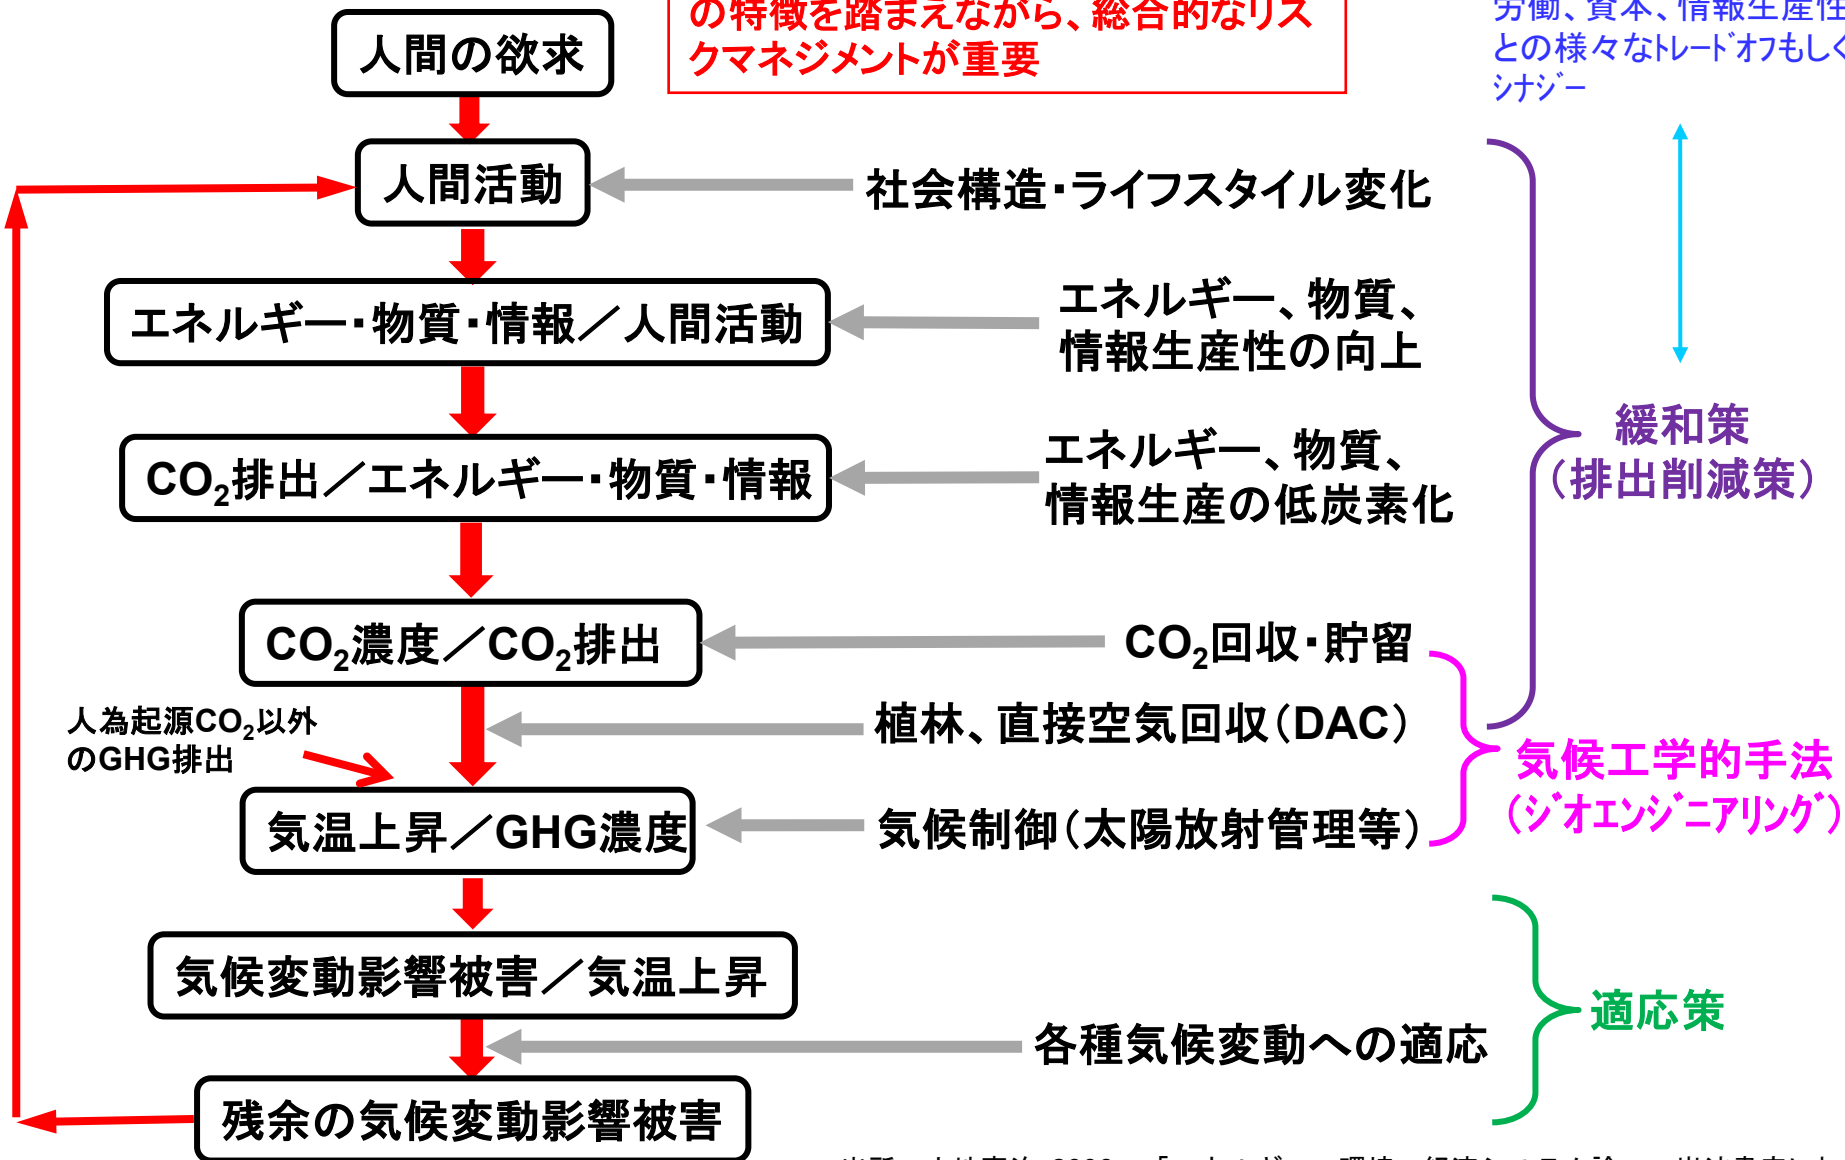 の特徴を踏まえながら、総合的なリス
クマネジメントが重要
労働、資本、情報生産性
との様々なﾄﾚｰﾄﾞｵﾌもしく
ｼﾅｼﾞｰ
人間の欲求
人間活動
社会構造・ライフスタイル変化
エネルギー・物質・情報／人間活動
エネルギー、物質、
情報生産性の向上
CO₂排出／エネルギー・物質・情報
エネルギー、物質、
情報生産の低炭素化
緩和策
（排出削減策）
CO₂濃度／CO₂排出
CO₂回収・貯留
人為起源CO₂以外
のGHG排出
植林、直接空気回収（DAC）
気候工学的手法
（ｼﾞｵｴﾝｼﾞﾆｱﾘﾝｸﾞ）
気温上昇／GHG濃度
気候制御（太陽放射管理等）
気候変動影響被害／気温上昇
適応策
各種気候変動への適応
残余の気候変動影響被害